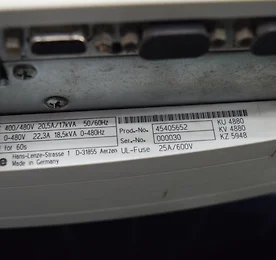 400/480V 20,5A/17kVA 50/60Hz
0-480V 22,3A 18,5kVA 0-480Hz
for 60s
Hans-Lenze-Strasse 1 D-31855 Aerzen
Made in Germany
Prod.-No. 45405652
Ser.-No. 000030
UL-Fuse 25A/600V
KU 4880
KV 4880
KZ 5948